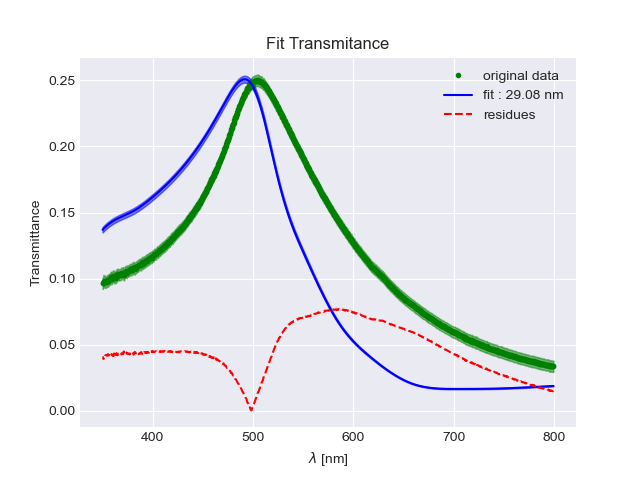 Fit Transmitance
0.25
0.20
0.15
0.10
0.05
0.00
Transmittance
original data
fit : 29.08 nm
residues
400
500
600
700
800
λ [nm]